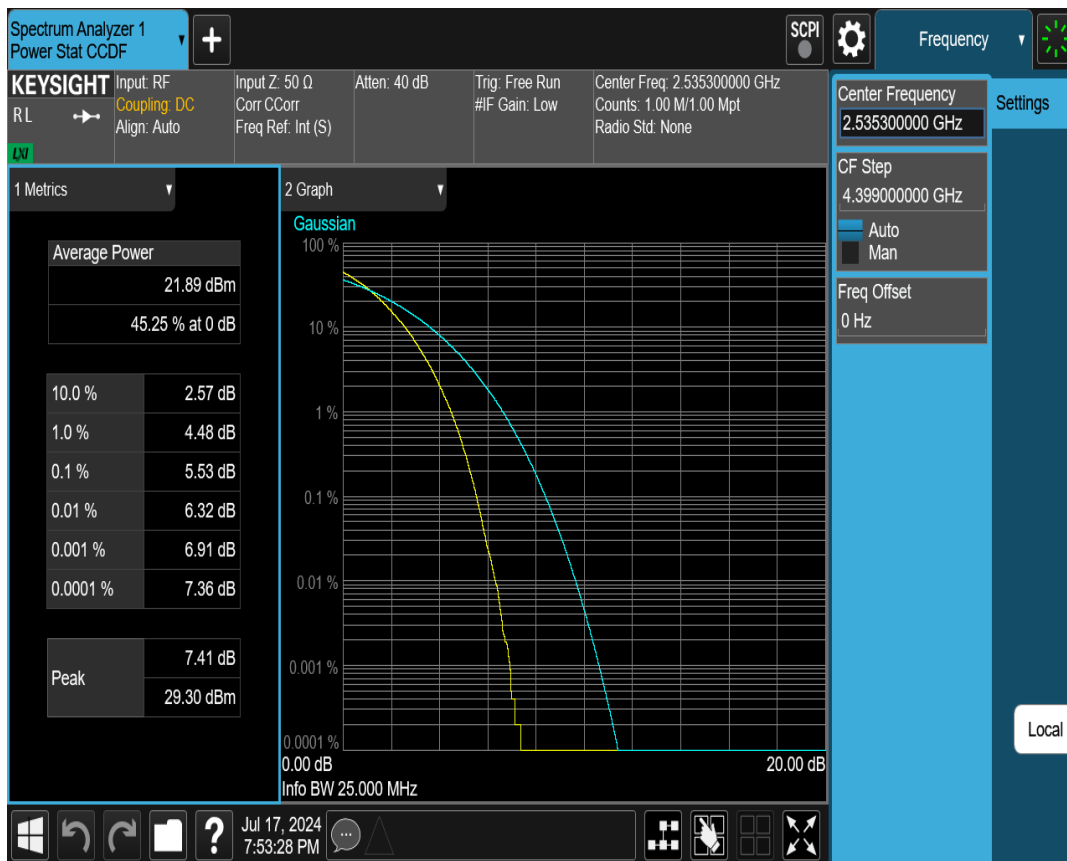 Spectrum Analyzer 1
Power Stat CCDF
SCPI
Frequency
KEYSIGHT
RL
LXI
Input: RF
Coupling: DC
Align: Auto
Input Z: 50 Ω
Corr CCorr
Freq Ref: Int (S)
Atten: 40 dB
Trig: Free Run
#IF Gain: Low
Center Freq: 2.535300000 GHz
Counts: 1.00 M/1.00 Mpt
Radio Std: None
Center Frequency
2.535300000 GHz
Settings
CF Step
4.399000000 GHz
Auto
Man
Freq Offset
0 Hz
1 Metrics
Average Power
21.89 dBm
45.25 % at 0 dB
10.0 % 2.57 dB
1.0 % 4.48 dB
0.1 % 5.53 dB
0.01 % 6.32 dB
0.001 % 6.91 dB
0.0001 % 7.36 dB
Peak
7.41 dB
29.30 dBm
2 Graph
Gaussian
100 %
10 %
1 %
0.1 %
0.01 %
0.001 %
0.0001 %
0.00 dB
20.00 dB
Info BW 25.000 MHz
Local
?
Jul 17, 2024
7:53:28 PM